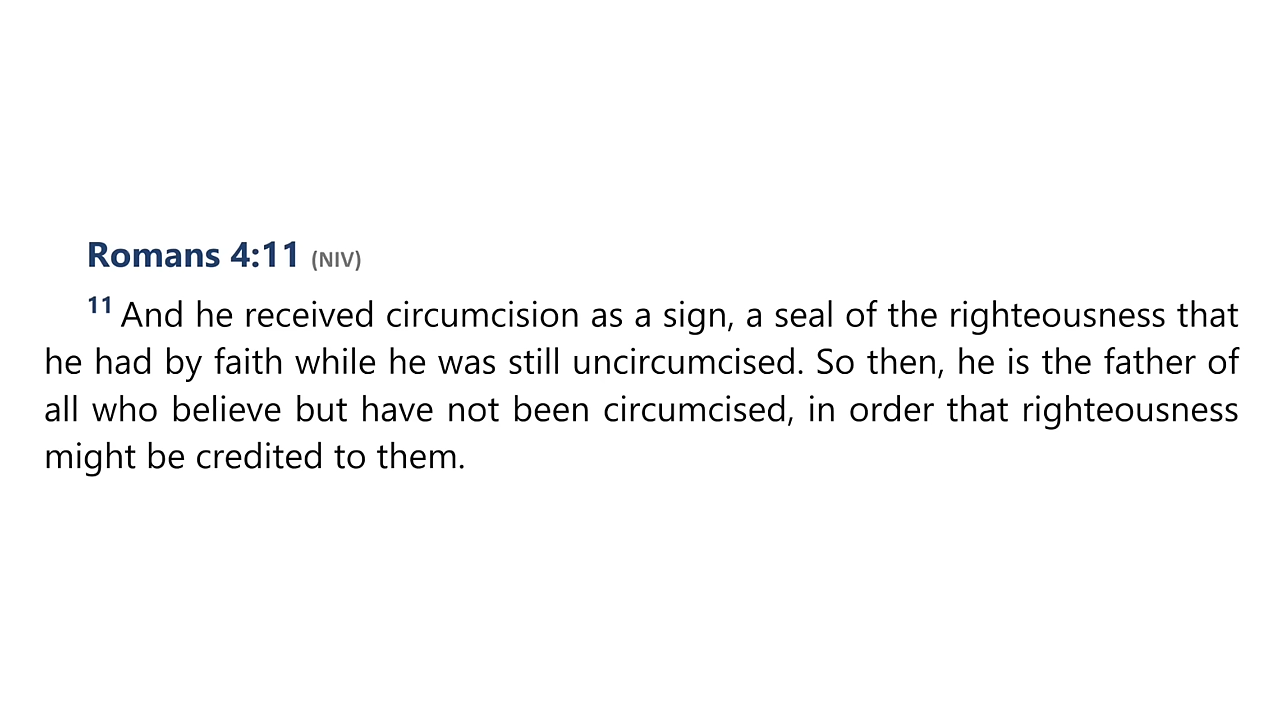 Romans 4:11 (NIV)
11 And he received circumcision as a sign, a seal of the righteousness that
he had by faith while he was still uncircumcised. So then, he is the father of
all who believe but have not been circumcised, in order that righteousness
might be credited to them.